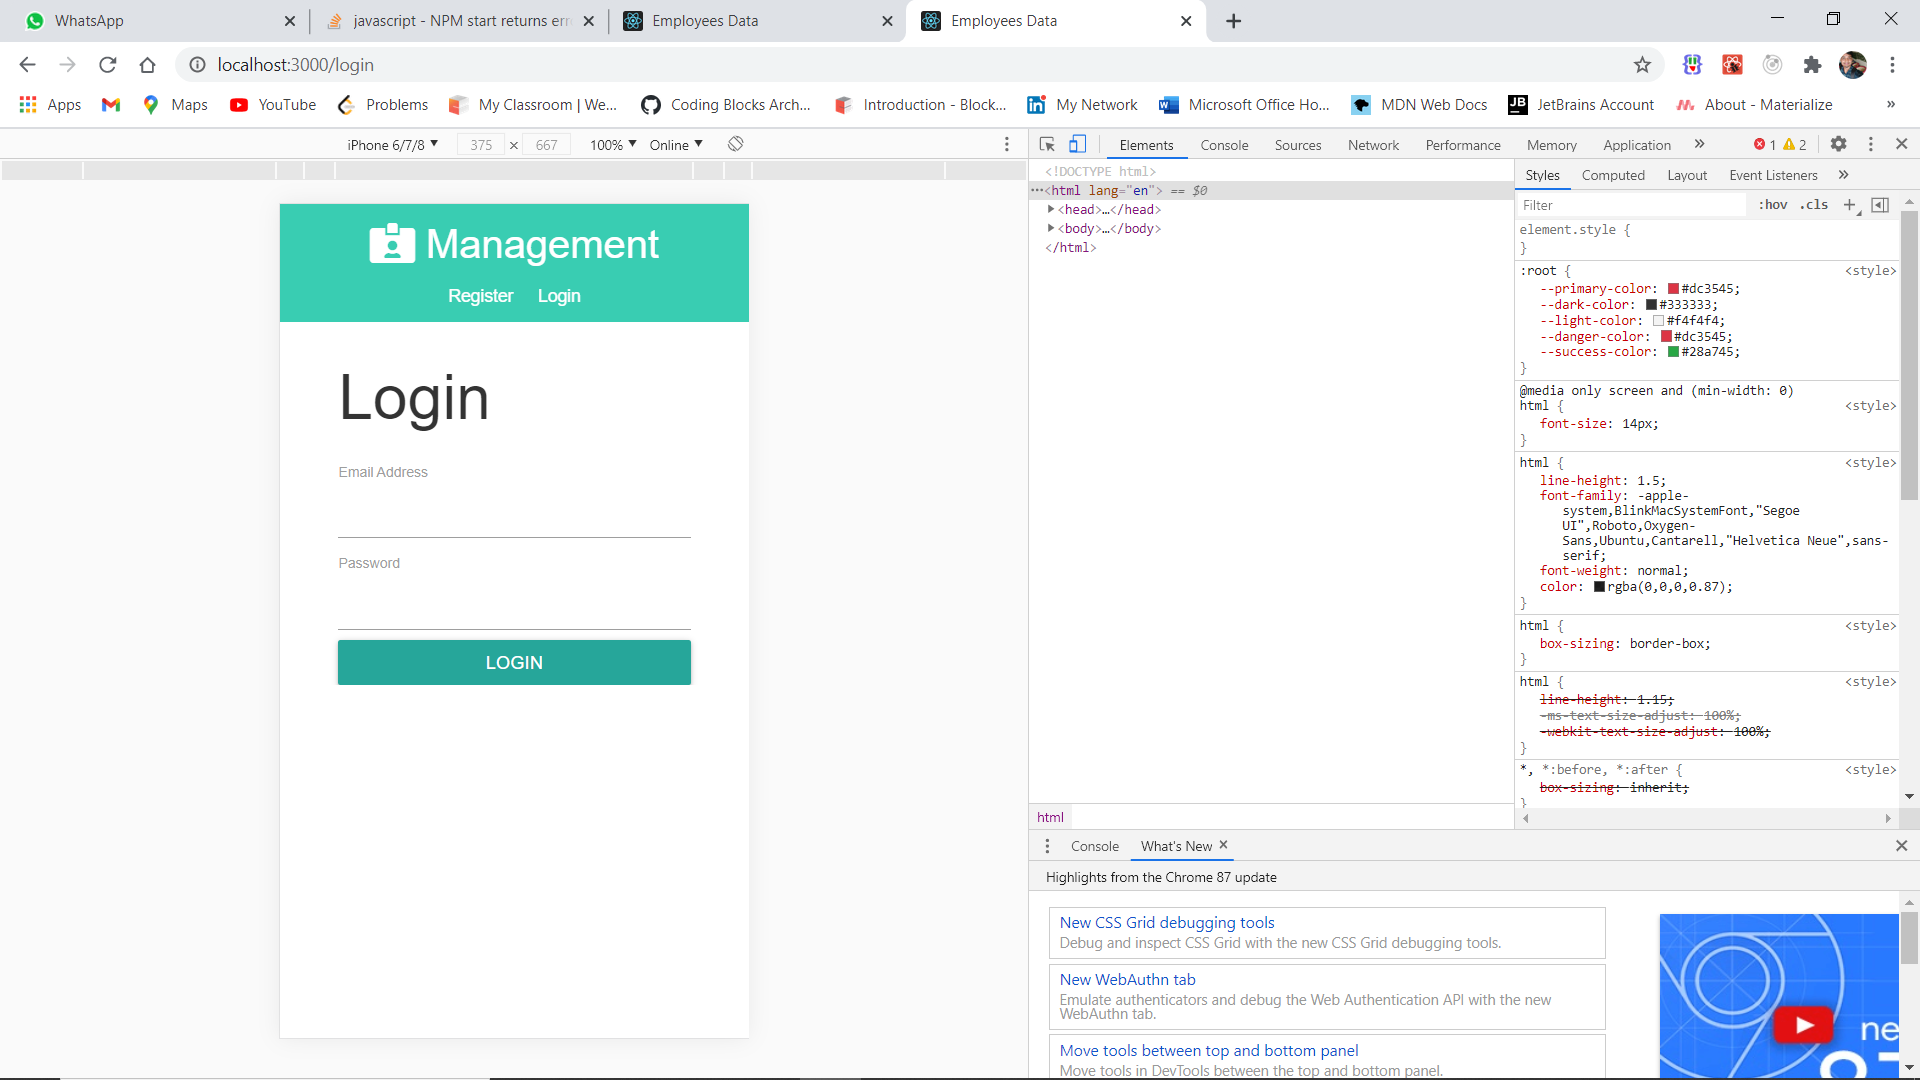 WhatsApp
javascript - NPM start returns err
Employees Data
Employees Data
localhost:3000/login
Apps
Maps
YouTube
Problems
My Classroom | We...
Coding Blocks Arch...
Introduction - Block...
My Network
Microsoft Office Ho...
MDN Web Docs
JetBrains Account
About - Materialize
»
iPhone 6/7/8
375 × 667
100%
Online
Elements
Console
Sources
Network
Performance
Memory
Application
»
1
2
Management
Register Login
Login
Email Address
Password
LOGIN
<!DOCTYPE html>
···<html lang="en"> == $0
<head>…</head>
<body>…</body>
</html>
html
Styles
Computed
Layout
Event Listeners
»
Filter
:hov .cls +
element.style {
}
:root { <style>
--primary-color: #dc3545;
--dark-color: #333333;
--light-color: #f4f4f4;
--danger-color: #dc3545;
--success-color: #28a745;
}
@media only screen and (min-width: 0)
html { <style>
font-size: 14px;
}
html { <style>
line-height: 1.5;
font-family: -apple-
system,BlinkMacSystemFont,"Segoe
UI",Roboto,Oxygen-
Sans,Ubuntu,Cantarell,"Helvetica Neue",sans-
serif;
font-weight: normal;
color: rgba(0,0,0,0.87);
}
html { <style>
box-sizing: border-box;
}
html { <style>
line-height: 1.15;
-ms-text-size-adjust: 100%;
-webkit-text-size-adjust: 100%;
}
*, *:before, *:after { <style>
box-sizing: inherit;
}
Console
What's New
Highlights from the Chrome 87 update
New CSS Grid debugging tools
Debug and inspect CSS Grid with the new CSS Grid debugging tools.
New WebAuthn tab
Emulate authenticators and debug the Web Authentication API with the new
WebAuthn tab.
Move tools between top and bottom panel
Move tools in DevTools between the top and bottom panel.
ne